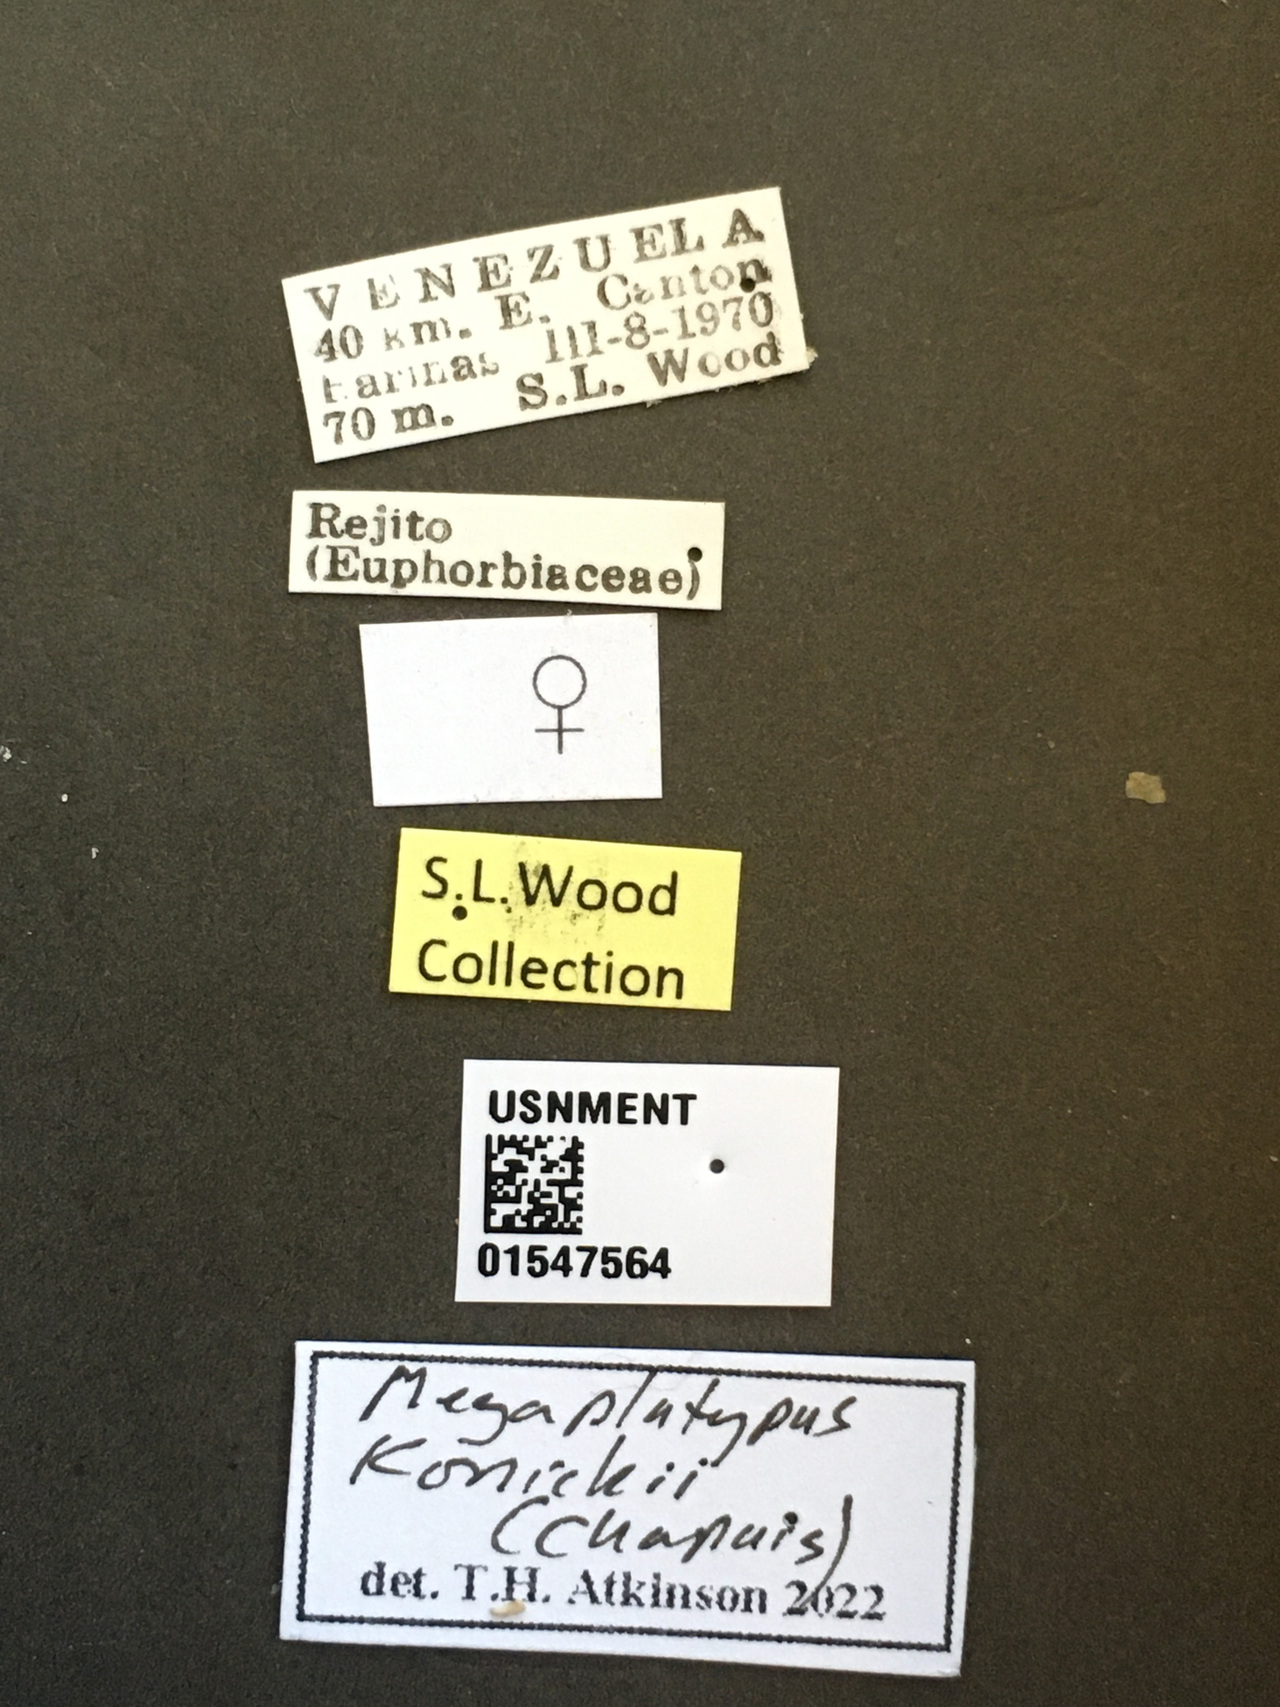 VENEZUELA
40 km. E. Canton
Barinas III-8-1970
70 m. S.L. Wood
Rejito
(Euphorbiaceae)
♀
S.L.Wood
Collection
USNMENT
01547564
Megaplatypus
Konickii
(Chapuis)
det. T.H. Atkinson 2022